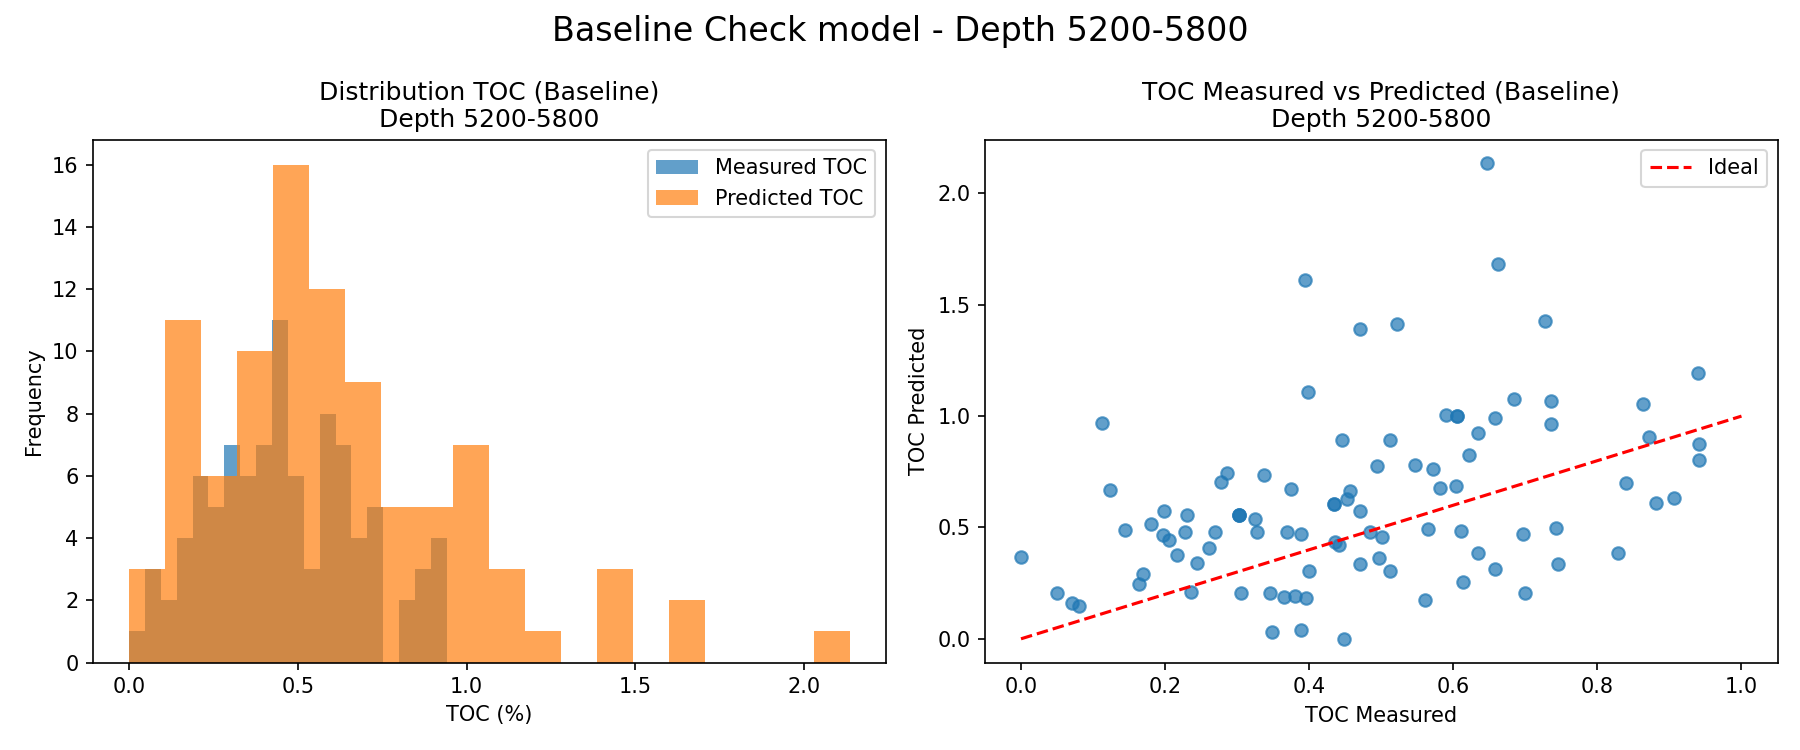 Baseline Check model - Depth 5200-5800
Distribution TOC (Baseline)
Depth 5200-5800
Measured TOC
Predicted TOC
Frequency
16
14
12
10
8
6
4
2
0
0.0 0.5 1.0 1.5 2.0
TOC (%)
TOC Measured vs Predicted (Baseline)
Depth 5200-5800
Ideal
TOC Predicted
2.0
1.5
1.0
0.5
0.0
0.0 0.2 0.4 0.6 0.8 1.0
TOC Measured